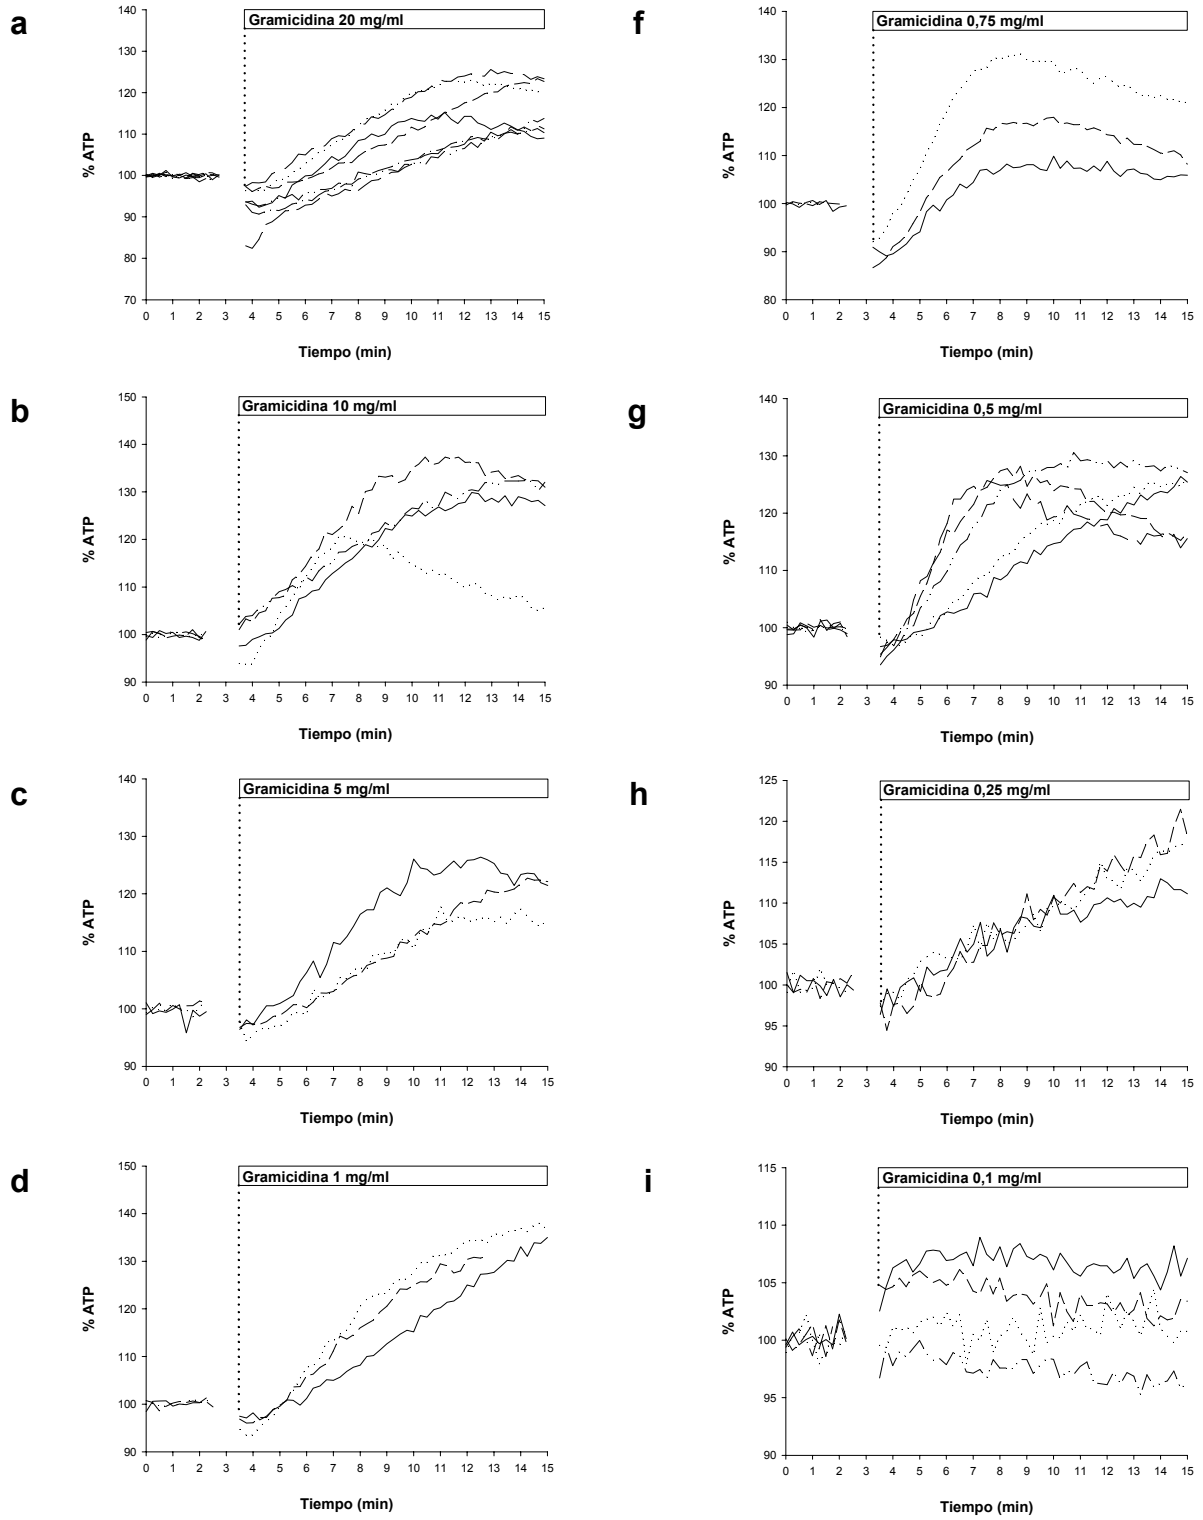 a
Gramicidina 20 mg/ml
140
130
120
110
100
90
80
70
% ATP
0 1 2 3 4 5 6 7 8 9 10 11 12 13 14 15
Tiempo (min)
b
Gramicidina 10 mg/ml
150
140
130
120
110
100
90
% ATP
0 1 2 3 4 5 6 7 8 9 10 11 12 13 14 15
Tiempo (min)
c
Gramicidina 5 mg/ml
140
130
120
110
100
90
% ATP
0 1 2 3 4 5 6 7 8 9 10 11 12 13 14 15
Tiempo (min)
d
Gramicidina 1 mg/ml
150
140
130
120
110
100
90
% ATP
0 1 2 3 4 5 6 7 8 9 10 11 12 13 14 15
Tiempo (min)
f
Gramicidina 0,75 mg/ml
140
130
120
110
100
90
80
% ATP
0 1 2 3 4 5 6 7 8 9 10 11 12 13 14 15
Tiempo (min)
g
Gramicidina 0,5 mg/ml
140
130
120
110
100
90
% ATP
0 1 2 3 4 5 6 7 8 9 10 11 12 13 14 15
Tiempo (min)
h
Gramicidina 0,25 mg/ml
125
120
115
110
105
100
95
90
% ATP
0 1 2 3 4 5 6 7 8 9 10 11 12 13 14 15
Tiempo (min)
i
Gramicidina 0,1 mg/ml
115
110
105
100
95
90
% ATP
0 1 2 3 4 5 6 7 8 9 10 11 12 13 14 15
Tiempo (min)